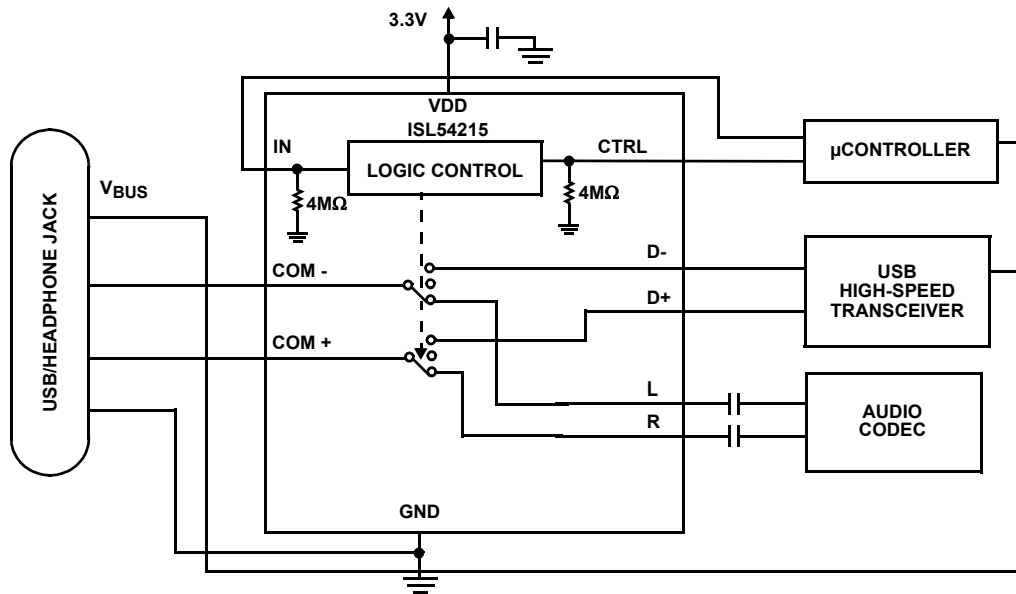 3.3V
VDD
ISL54215
IN
LOGIC CONTROL
CTRL
µCONTROLLER
4MΩ
4MΩ
VBUS
USB/HEADPHONE JACK
COM -
D-
USB
HIGH-SPEED
TRANSCEIVER
D+
COM +
L
R
AUDIO
CODEC
GND